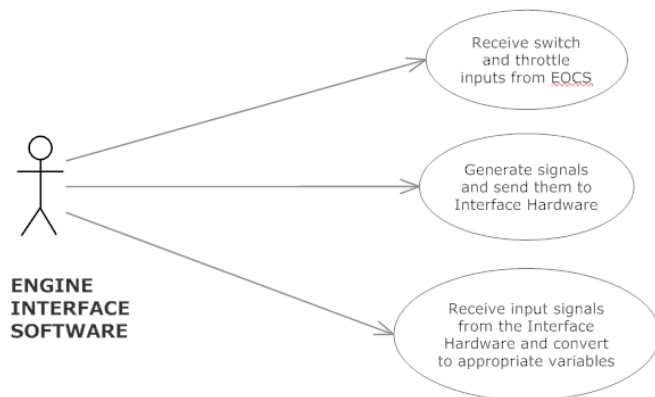 Receive switch
and throttle
inputs from EOCS
Generate signals
and send them to
Interface Hardware
ENGINE
INTERFACE
SOFTWARE
Receive input signals
from the Interface
Hardware and convert
to appropriate variables